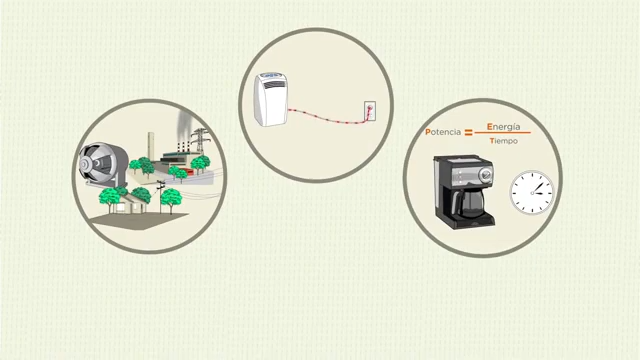 Potencia = Energía
Tiempo